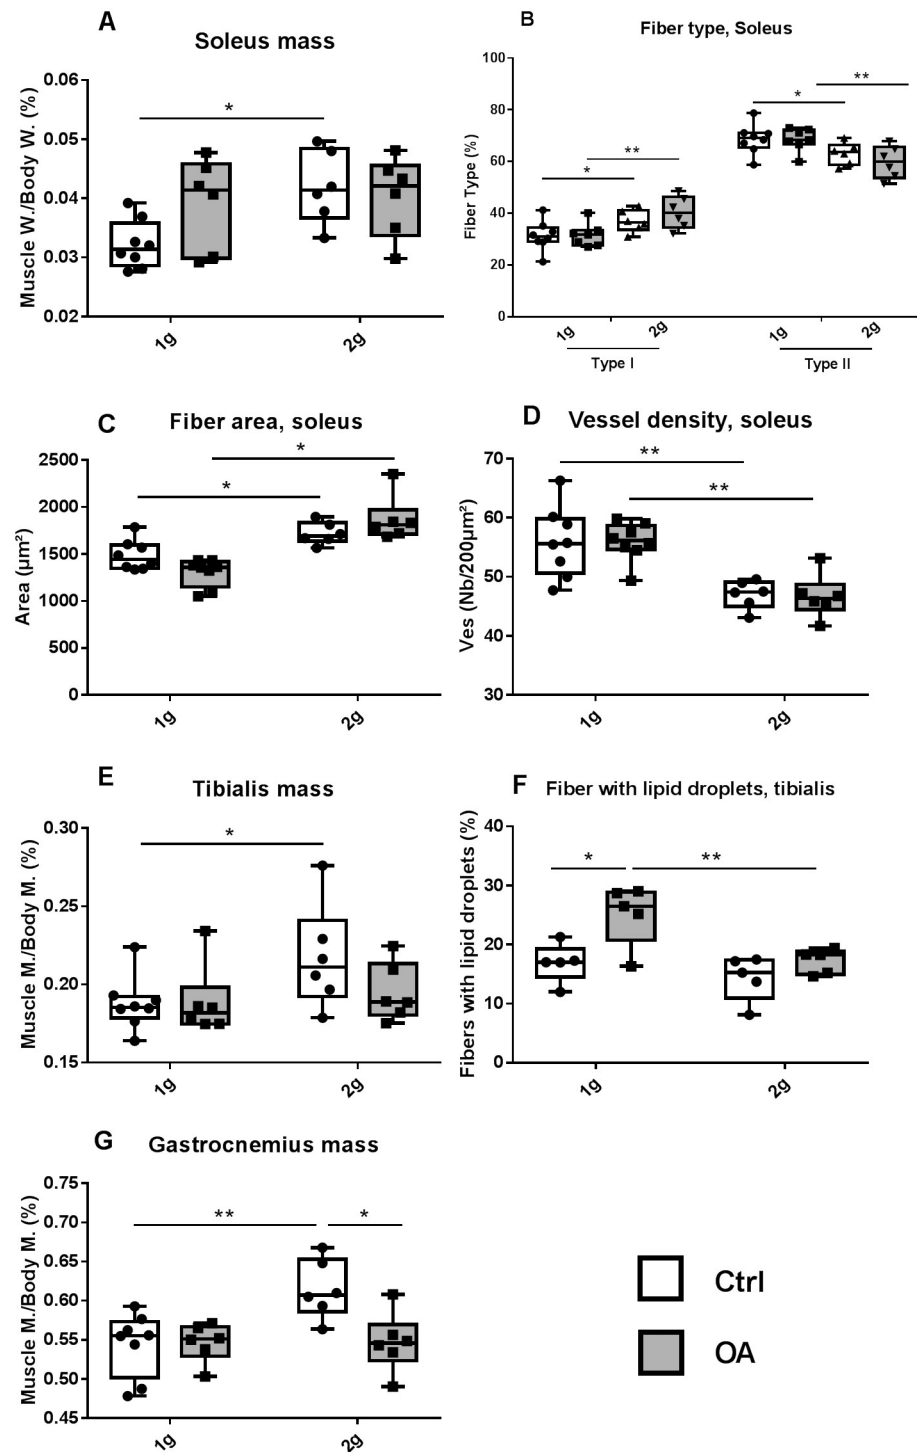 A
Soleus mass
Muscle W./Body W. (%)
0.06
0.05
0.04
0.03
0.02
*
1g
2g
B
Fiber type, Soleus
Fiber Type (%)
100
80
60
40
20
0
*
**
*
**
1g
2g
1g
2g
Type I
Type II
C
Fiber area, soleus
Area (µm²)
2500
2000
1500
1000
500
0
*
*
1g
2g
D
Vessel density, soleus
Ves (Nb/200µm²)
70
60
50
40
30
**
**
1g
2g
E
Tibialis mass
Muscle M./Body M. (%)
0.30
0.25
0.20
0.15
*
1g
2g
F
Fiber with lipid droplets, tibialis
Fibers with lipid droplets (%)
40
30
20
10
0
*
**
1g
2g
G
Gastrocnemius mass
Muscle M./Body M. (%)
0.75
0.70
0.65
0.60
0.55
0.50
0.45
**
*
1g
2g
Ctrl
OA